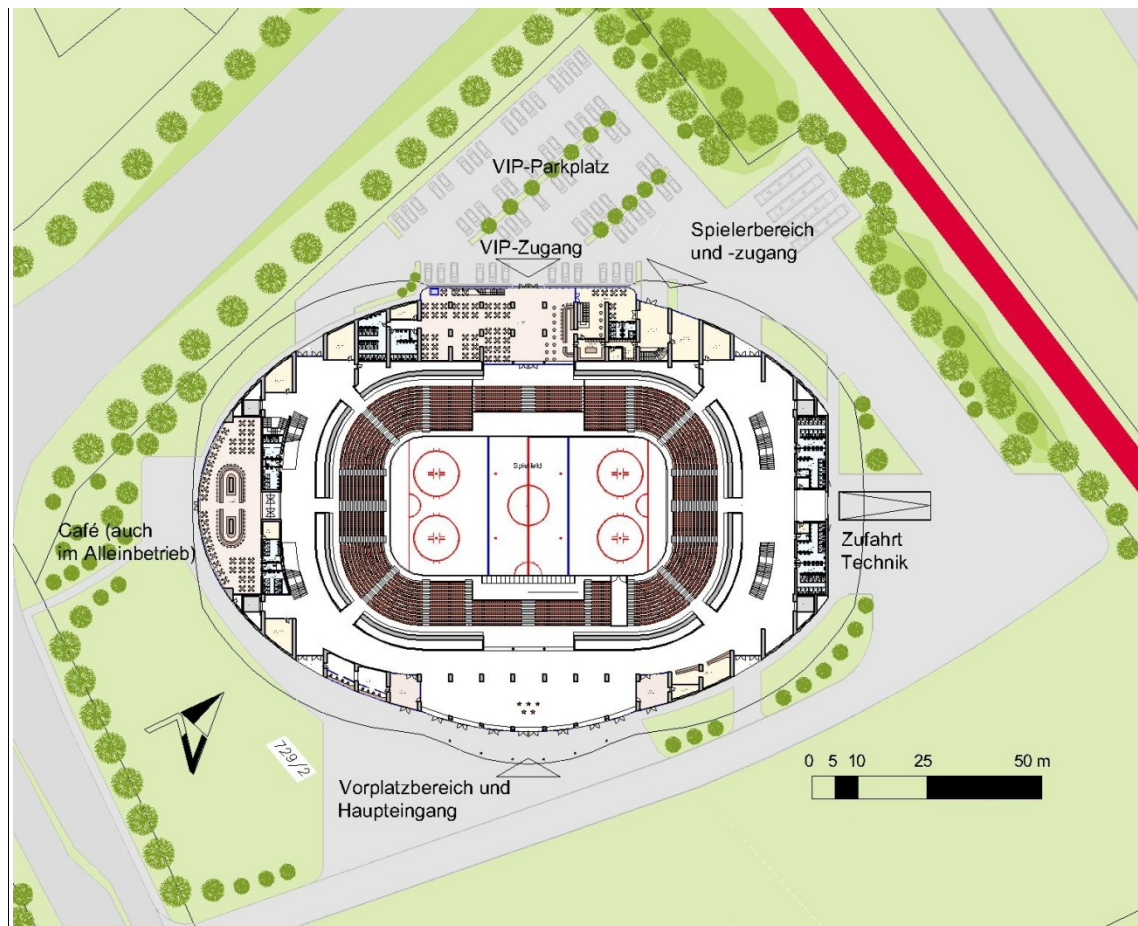 VIP-Parkplatz
VIP-Zugang
Spielerbereich
und -zugang
Spielfeld
Café (auch
im Alleinbetrieb)
Zufahrt
Technik
729/2
0 5 10 25 50 m
Vorplatzbereich und
Haupteingang